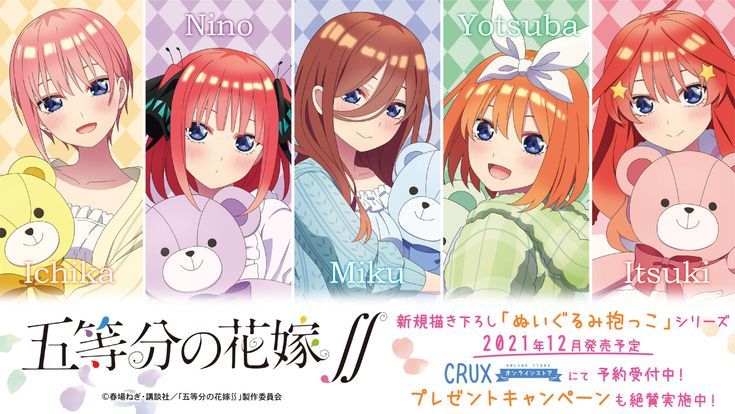 Ichika
Nino
Miku
Yotsuba
Itsuki
五等分の花嫁∬
©春場ねぎ・講談社／「五等分の花嫁∬」製作委員会
新規描き下ろし「ぬいぐるみ抱っこ」シリーズ
2021年12月発売予定
CRUX ONLINE STORE オンラインストア にて 予約受付中!
プレゼントキャンペーンも絶賛実施中!